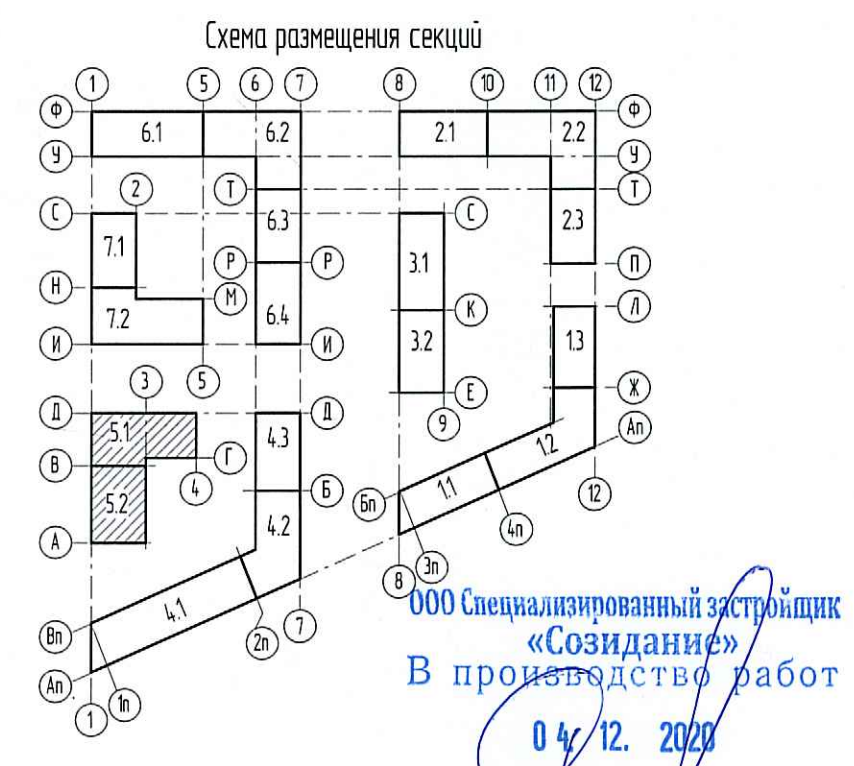 Схема размещения секций
1 5 6 7 8 10 11 12
Ф 6.1 6.2 2.1 2.2 Ф
У У
2 Т Т
С С
7.1 6.3 3.1 2.3
Р Р П
Н М К Л
7.2 6.4 3.2 1.3
И И
3 5 Е Ж
Д Д 9
5.1 4.3 Ап
В Г 1.2
4 Б Бп 1.1 12
5.2 4.2 4п
А 3п
8
4.1
Вп 2п 7
Ап 1п
1
ООО Специализированный застройщик
«Созидание»
В производство работ
04. 12. 2020